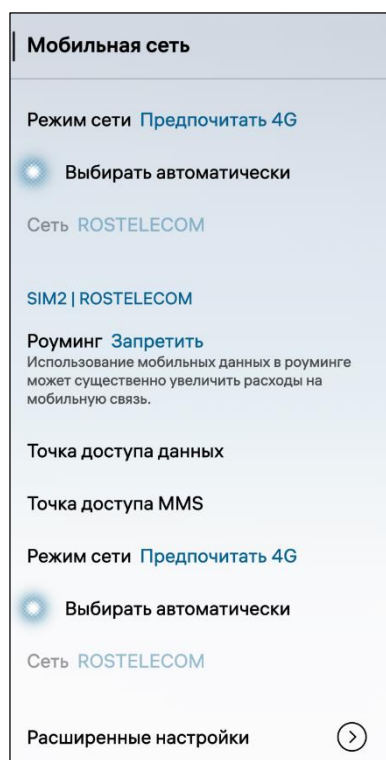 Мобильная сеть
Режим сети Предпочитать 4G
Выбирать автоматически
Сеть ROSTELECOM
SIM2 | ROSTELECOM
Роуминг Запретить
Использование мобильных данных в роуминге
может существенно увеличить расходы на
мобильную связь.
Точка доступа данных
Точка доступа MMS
Режим сети Предпочитать 4G
Выбирать автоматически
Сеть ROSTELECOM
Расширенные настройки